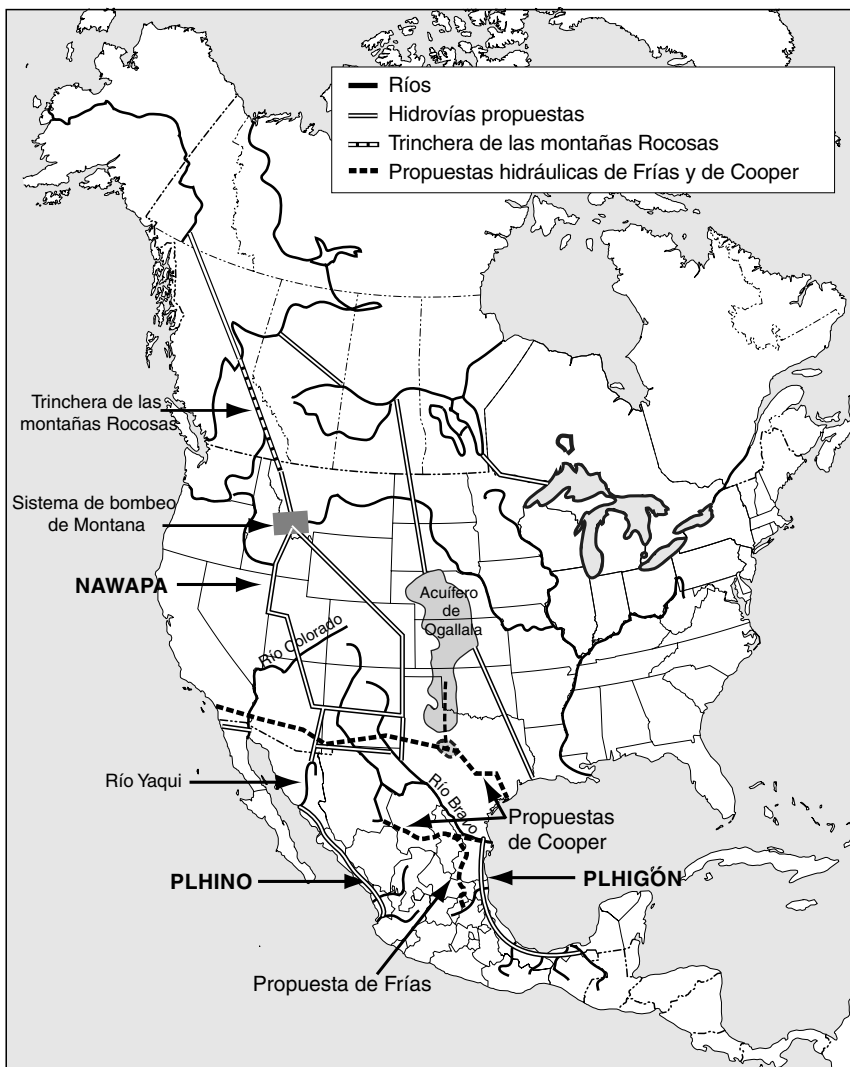 Ríos
Hidrovías propuestas
Trinchera de las montañas Rocosas
Propuestas hidráulicas de Frías y de Cooper
Trinchera de las
montañas Rocosas
Sistema de bombeo
de Montana
NAWAPA
Acuífero
de
Ogallala
Río Colorado
Río Yaqui
Río Bravo
Propuestas
de Cooper
PLHINO
PLHIGÓN
Propuesta de Frías